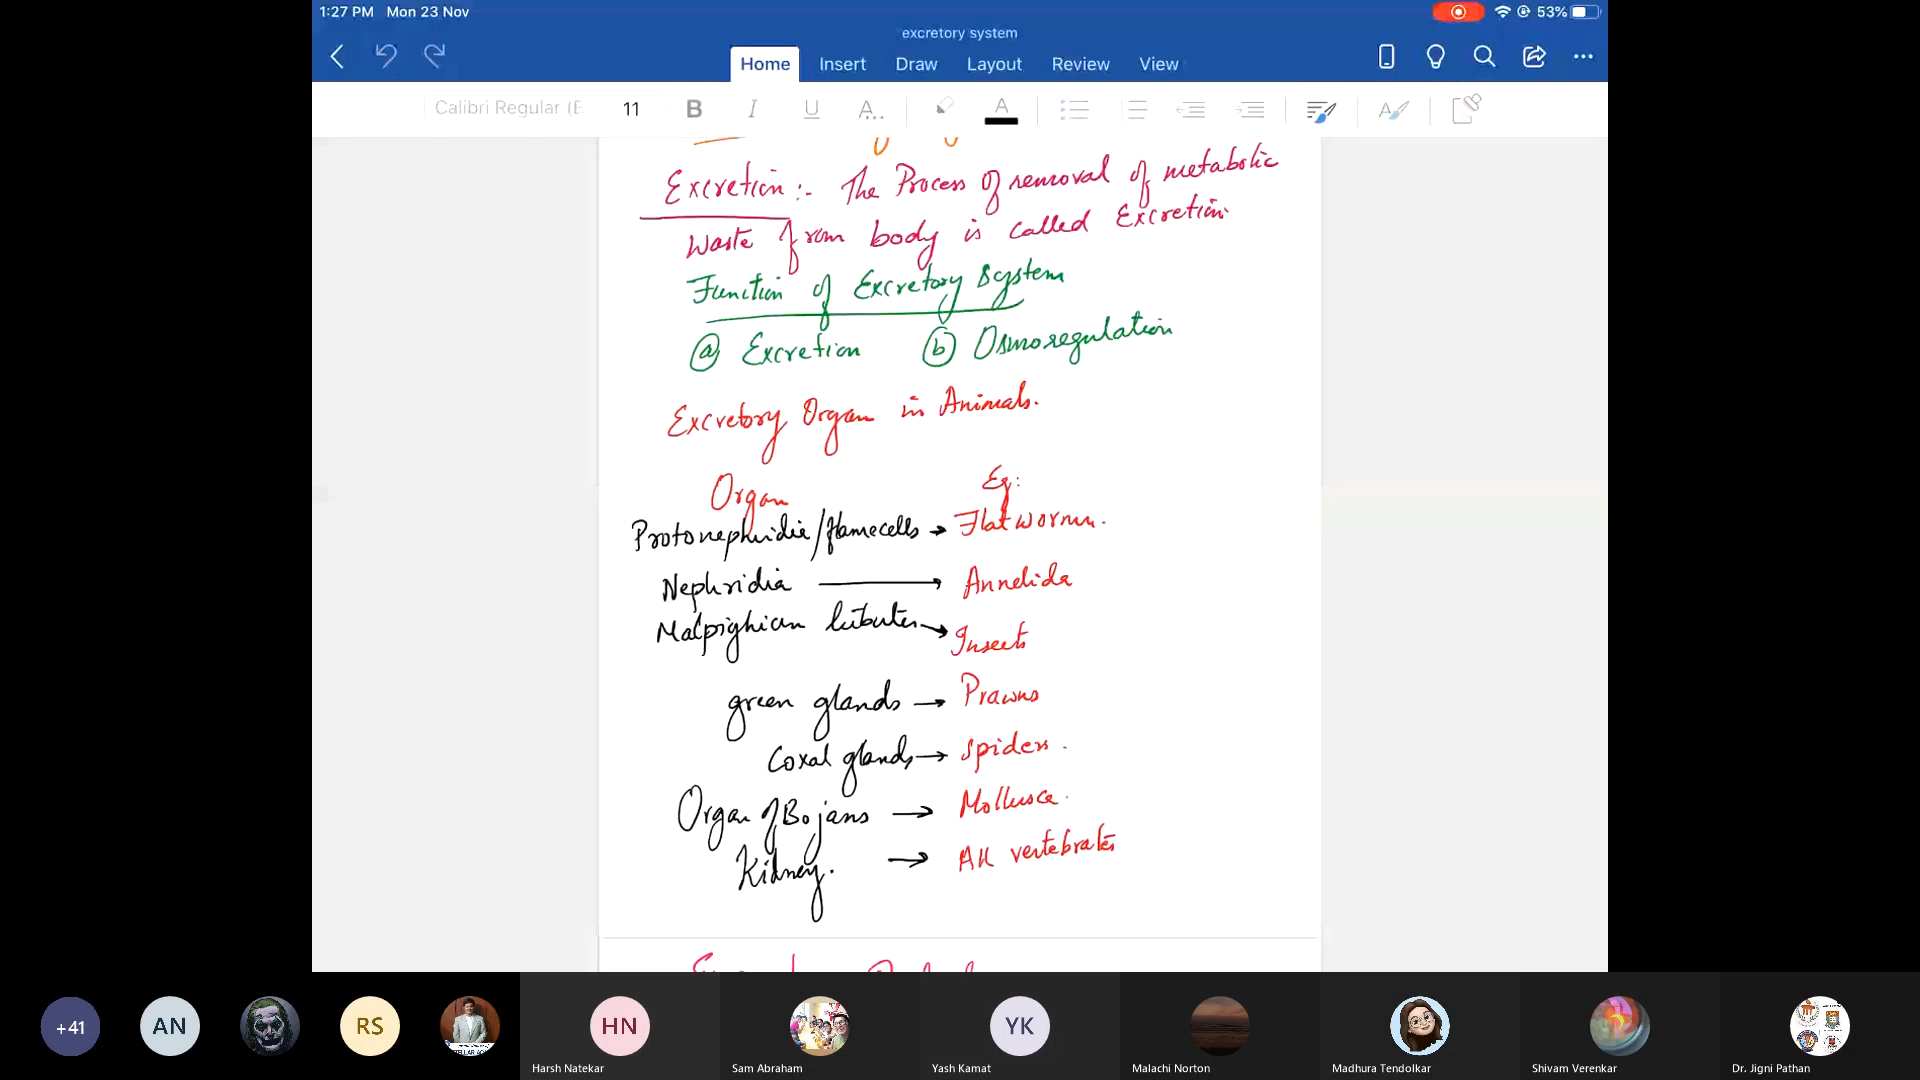 1:27 PM Mon 23 Nov
53%
excretory system
Home Insert Draw Layout Review View
Calibri Regular (B 11 B I U A..
Excretion :- The Process of removal of metabolic
Waste from body is called Excretion.
Function of Excretory System
(a) Excretion (b) Osmoregulation
Excretory Organ in Animals.
Organ Eg:
Protonephridia/flamecells → Flatworm.
Nephridia → Annelida
Malpighian tubules → Insects
green glands → Prawns
Coxal glands → Spiders.
Organ of Bojans → Mollusca.
Kidney. → All vertebrates
+41 AN RS HN YK
Harsh Natekar Sam Abraham Yash Kamat Malachi Norton Madhura Tendolkar Shivam Verenkar Dr. Jigni Pathan